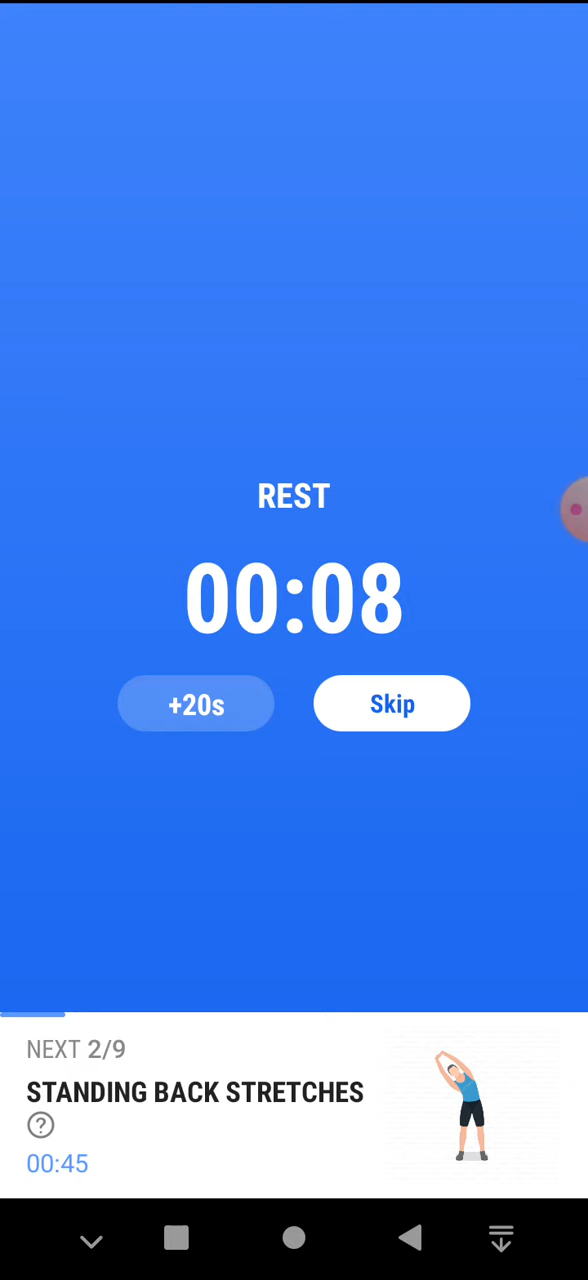 REST
00:08
+20s Skip
NEXT 2/9
STANDING BACK STRETCHES
?
00:45